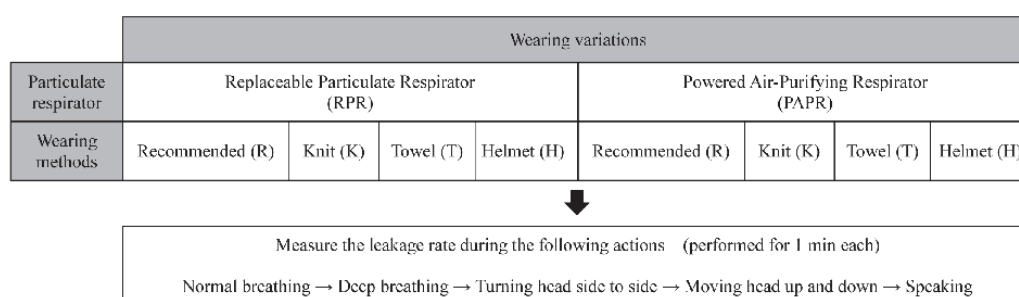 Wearing variations
Particulate
respirator
Replaceable Particulate Respirator
(RPR)
Powered Air-Purifying Respirator
(PAPR)
Wearing
methods
Recommended (R)
Knit (K)
Towel (T)
Helmet (H)
Recommended (R)
Knit (K)
Towel (T)
Helmet (H)
Measure the leakage rate during the following actions (performed for 1 min each)
Normal breathing → Deep breathing → Turning head side to side → Moving head up and down → Speaking